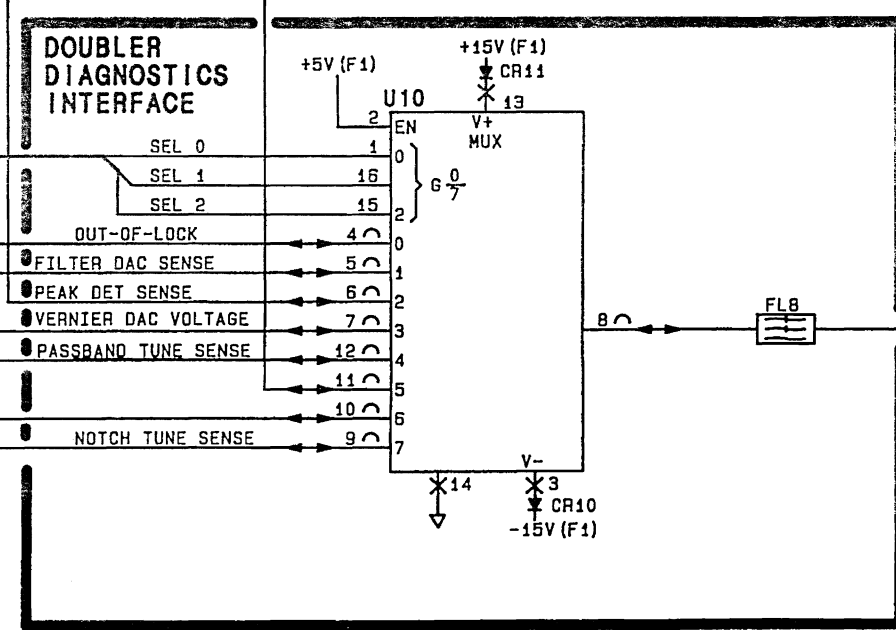 DOUBLER
DIAGNOSTICS
INTERFACE
+5V (F1)
+15V (F1)
CR11
U10
13
2
EN
V+
MUX
SEL 0
1
0
SEL 1
16
G 0/7
SEL 2
15
2
OUT-OF-LOCK
4
0
FILTER DAC SENSE
5
1
PEAK DET SENSE
6
2
VERNIER DAC VOLTAGE
7
3
PASSBAND TUNE SENSE
12
4
11
5
10
6
NOTCH TUNE SENSE
9
7
8
FL8
V-
14
3
CR10
-15V (F1)